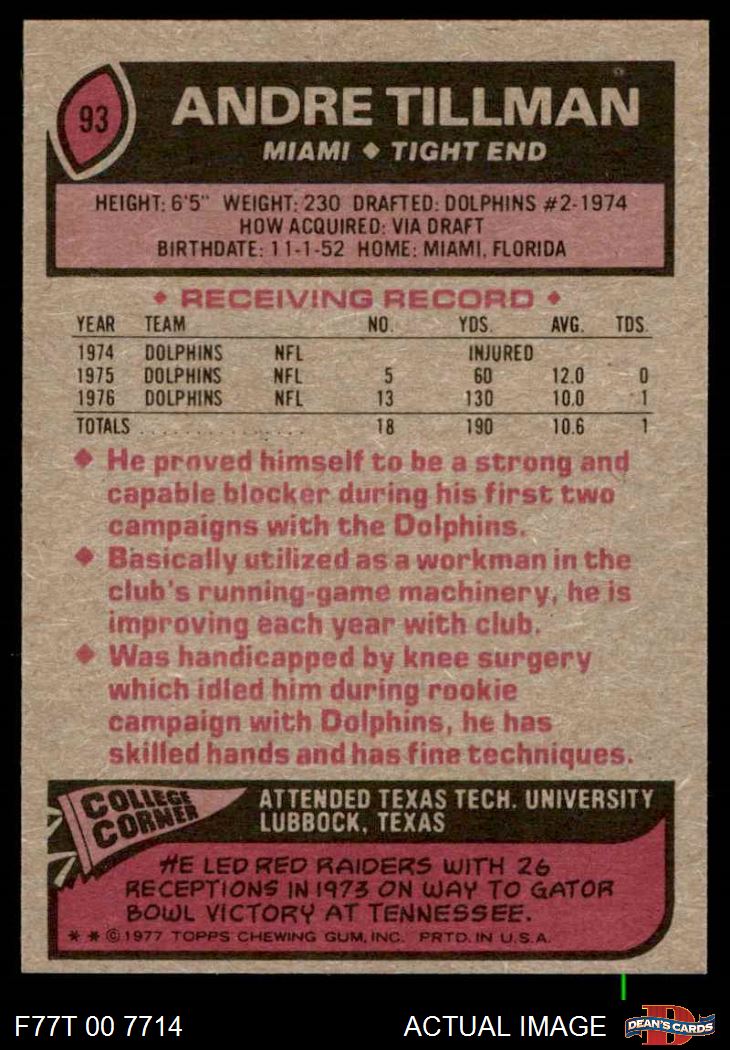 93
ANDRE TILLMAN
MIAMI ◆ TIGHT END
HEIGHT: 6'5" WEIGHT: 230 DRAFTED: DOLPHINS #2-1974
HOW ACQUIRED: VIA DRAFT
BIRTHDATE: 11-1-52 HOME: MIAMI, FLORIDA
◆ RECEIVING RECORD ◆
YEAR TEAM NO. YDS. AVG. TDS.
1974 DOLPHINS NFL INJURED
1975 DOLPHINS NFL 5 60 12.0 0
1976 DOLPHINS NFL 13 130 10.0 1
TOTALS . . . . . . . . . . . . . . . 18 190 10.6 1
◆ He proved himself to be a strong and
capable blocker during his first two
campaigns with the Dolphins.
◆ Basically utilized as a workman in the
club's running-game machinery, he is
improving each year with club.
◆ Was handicapped by knee surgery
which idled him during rookie
campaign with Dolphins, he has
skilled hands and has fine techniques.
COLLEGE
CORNER
ATTENDED TEXAS TECH. UNIVERSITY
LUBBOCK, TEXAS
HE LED RED RAIDERS WITH 26
RECEPTIONS IN 1973 ON WAY TO GATOR
BOWL VICTORY AT TENNESSEE.
* * © 1977 TOPPS CHEWING GUM, INC. PRTD. IN U.S.A.
F77T 00 7714
ACTUAL IMAGE
D
DEAN'S CARDS